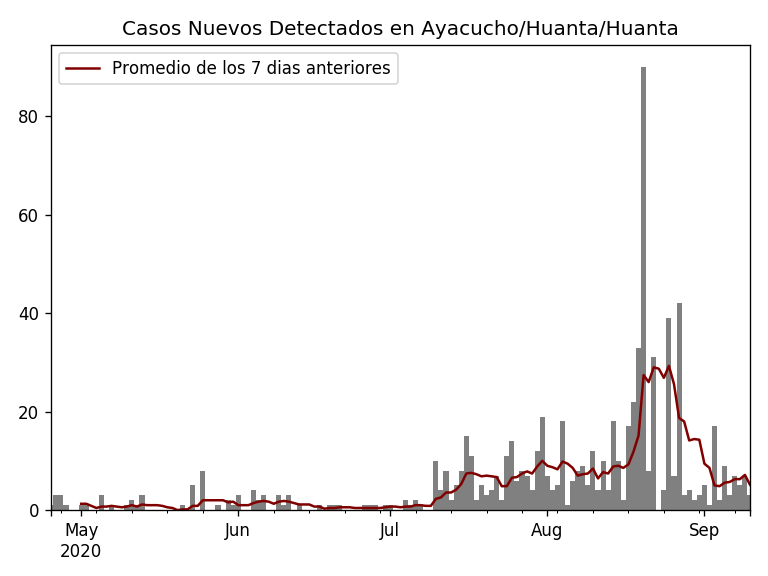 Casos Nuevos Detectados en Ayacucho/Huanta/Huanta
Promedio de los 7 dias anteriores
80
60
40
20
0
May Jun Jul Aug Sep
2020